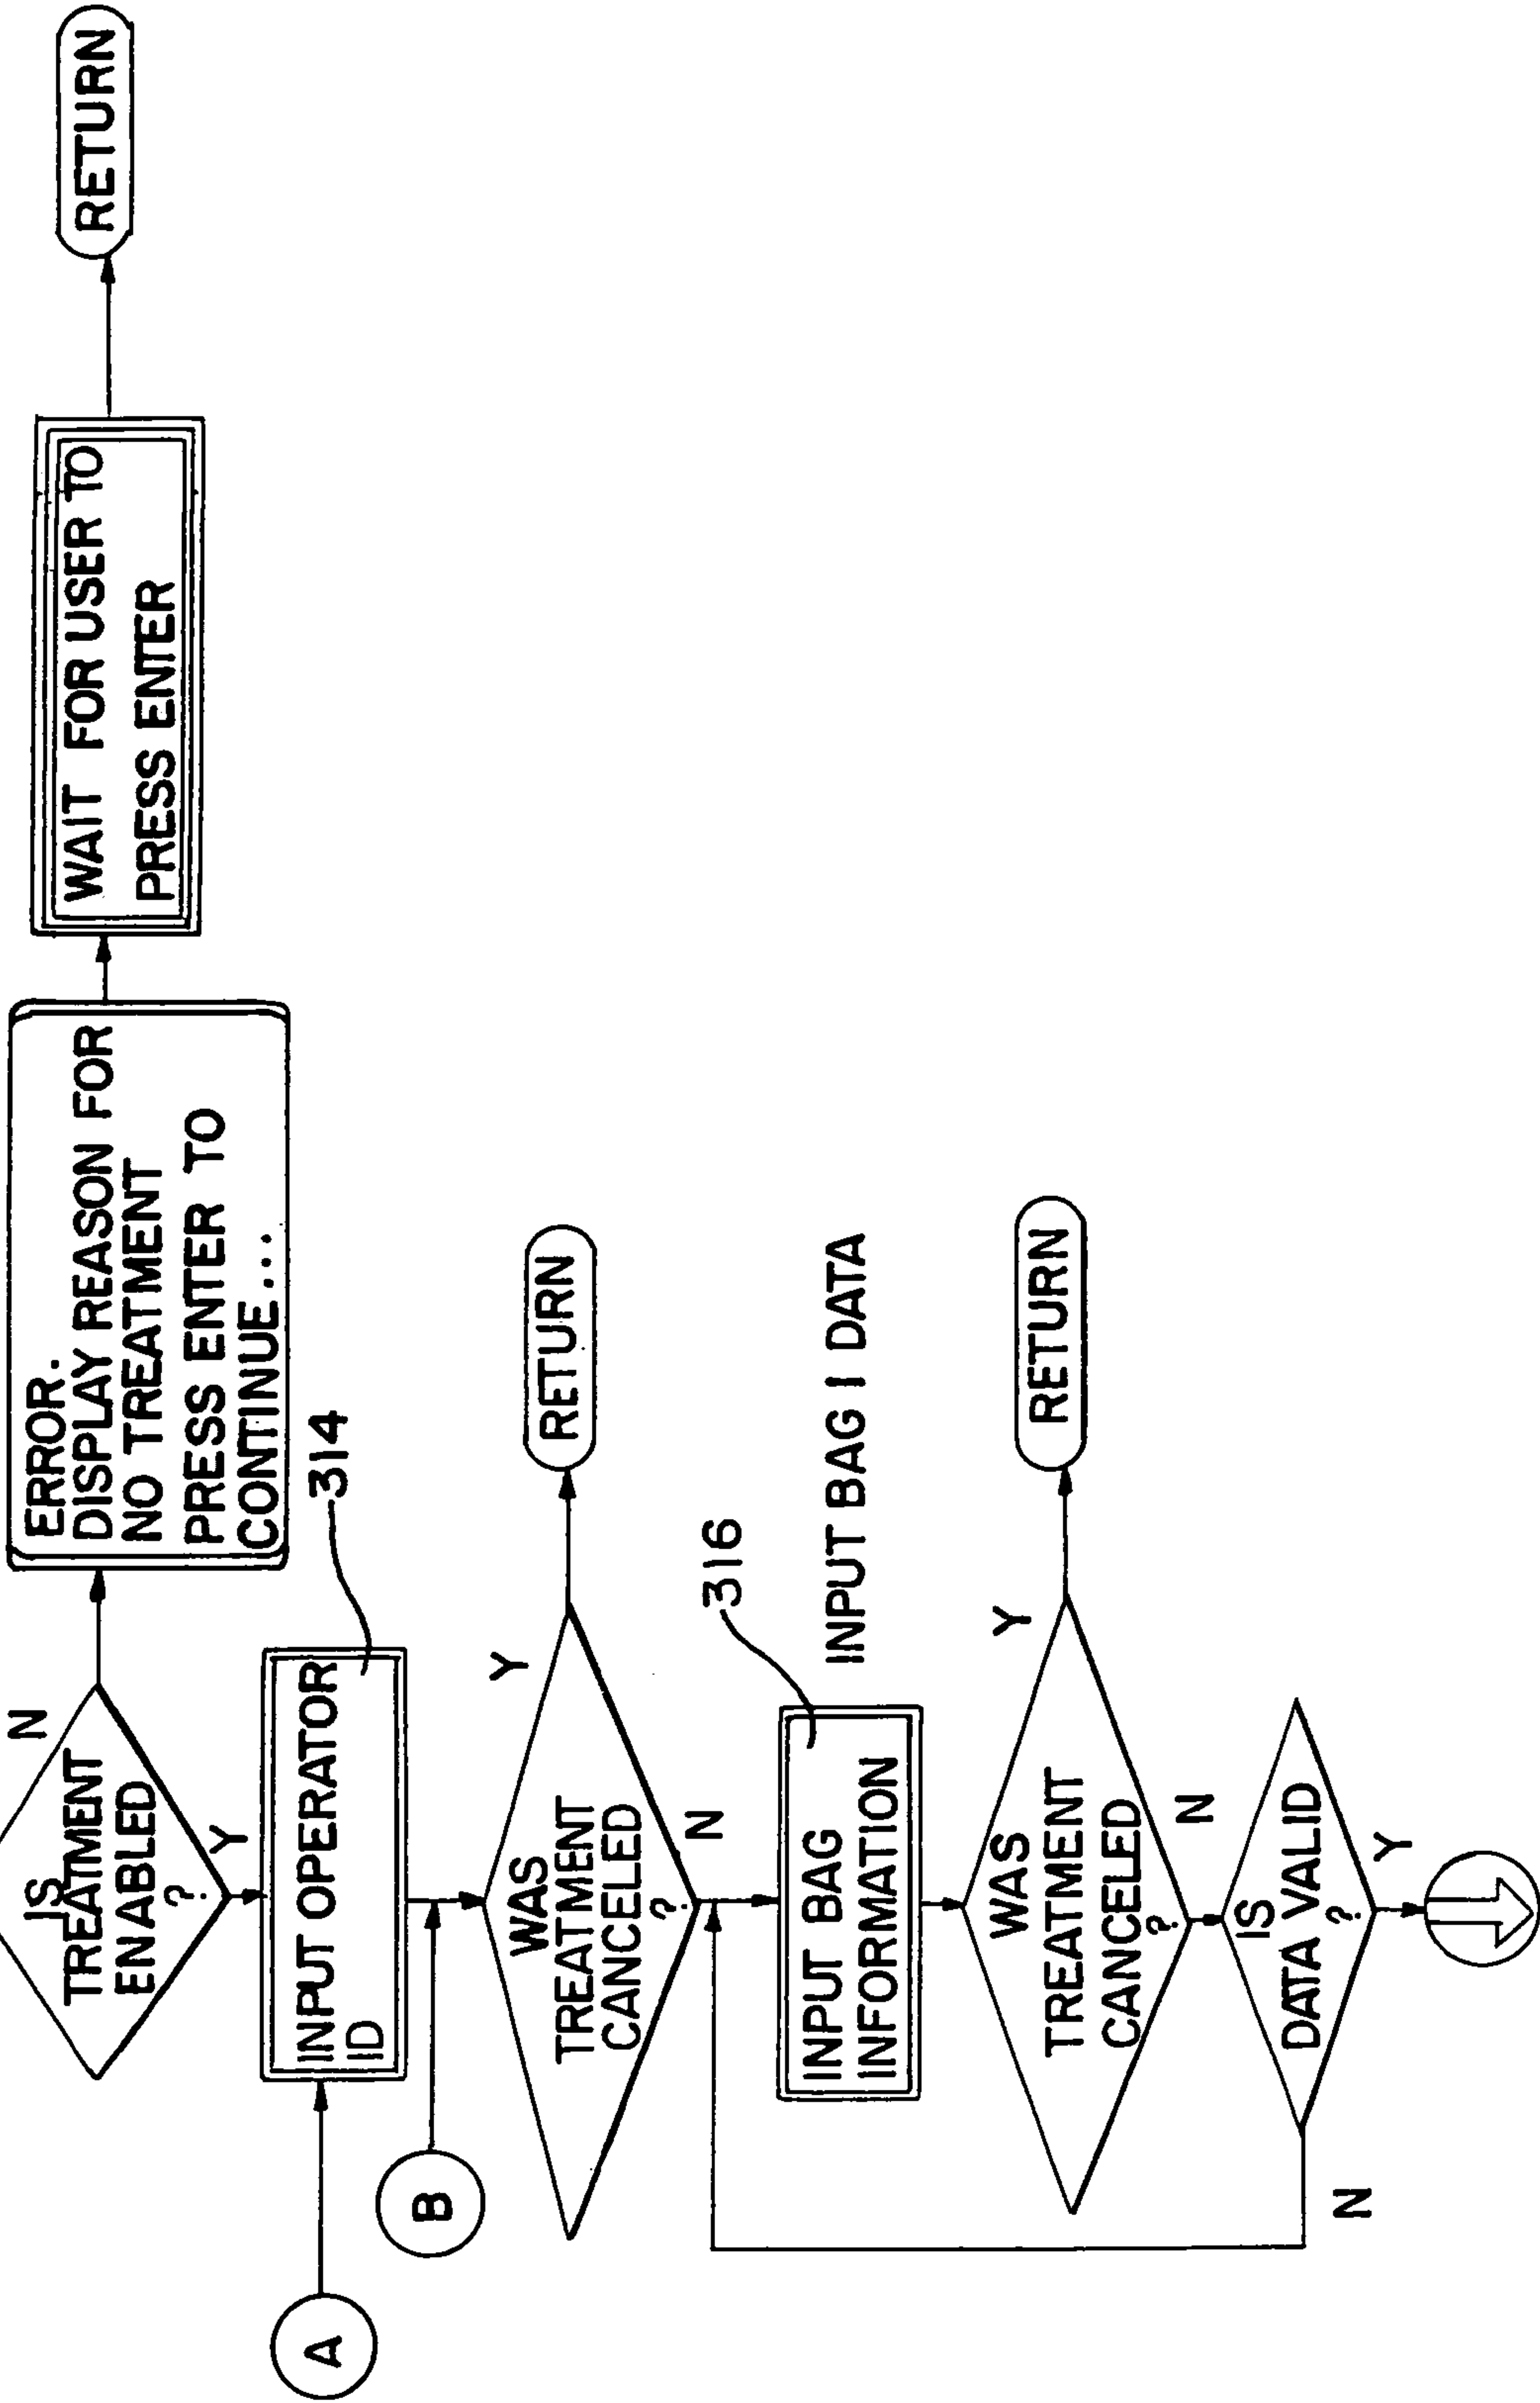 IS
TREATMENT
ENABLED
?
N
Y
ERROR.
DISPLAY REASON FOR
NO TREATMENT
PRESS ENTER TO
CONTINUE...
WAIT FOR USER TO
PRESS ENTER
RETURN
A
INPUT OPERATOR
ID
314
B
WAS
TREATMENT
CANCELED
?
Y
RETURN
N
316
INPUT BAG
INFORMATION
INPUT BAG 1 DATA
WAS
TREATMENT
CANCELED
?
Y
RETURN
N
IS
DATA VALID
?
N
Y